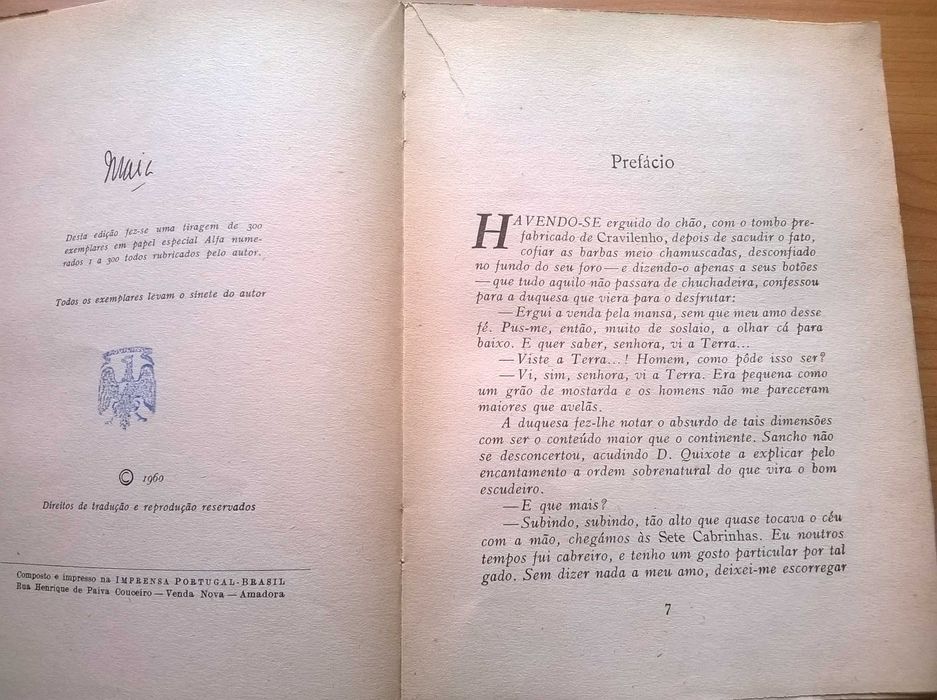 Maia
Desta edição fez-se uma tiragem de 300
exemplares em papel especial Alfa nume-
rados 1 a 300 todos rubricados pelo autor.
Todos os exemplares levam o sinete do autor
© 1960
Direitos de tradução e reprodução reservados
Composto e impresso na IMPRENSA PORTUGAL-BRASIL
Rua Henrique de Paiva Couceiro — Venda Nova — Amadora
Prefácio
HAVENDO-SE erguido do chão, com o tombo pre-
fabricado de Cravilenho, depois de sacudir o fato,
cofiar as barbas meio chamuscadas, desconfiado
no fundo do seu foro — e dizendo-o apenas a seus botões
— que tudo aquilo não passara de chuchadeira, confessou
para a duquesa que viera para o desfrutar:
— Ergui a venda pela mansa, sem que meu amo desse
fé. Pus-me, então, muito de soslaio, a olhar cá para
baixo. E quer saber, senhora, vi a Terra...
— Viste a Terra...! Homem, como pôde isso ser?
— Vi, sim, senhora, vi a Terra. Era pequena como
um grão de mostarda e os homens não me pareceram
maiores que avelãs.
A duquesa fez-lhe notar o absurdo de tais dimensões
com ser o conteúdo maior que o continente. Sancho não
se desconcertou, acudindo D. Quixote a explicar pelo
encantamento a ordem sobrenatural do que vira o bom
escudeiro.
— E que mais?
— Subindo, subindo, tão alto que quase tocava o céu
com a mão, chegámos às Sete Cabrinhas. Eu noutros
tempos fui cabreiro, e tenho um gosto particular por tal
gado. Sem dizer nada a meu amo, deixei-me escorregar
7